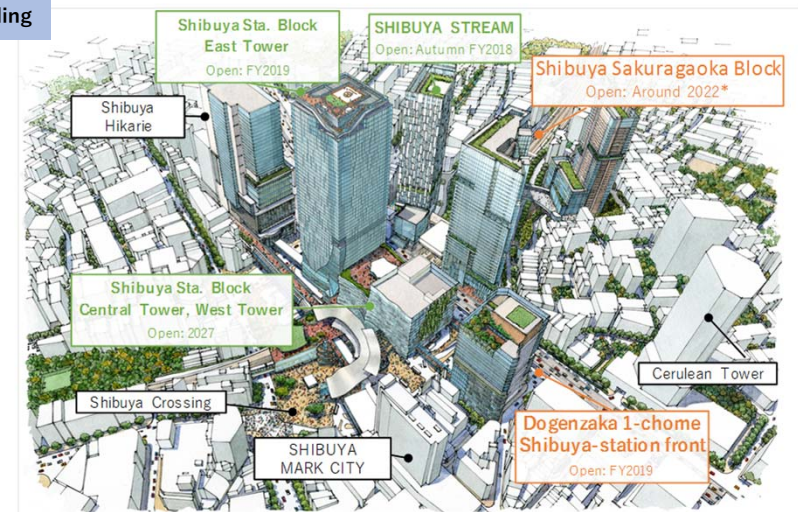 ling
Shibuya Sta. Block
East Tower
Open: FY2019
SHIBUYA STREAM
Open: Autumn FY2018
Shibuya Sakuragaoka Block
Open: Around 2022*
Shibuya
Hikarie
Shibuya Sta. Block
Central Tower, West Tower
Open: 2027
Cerulean Tower
Shibuya Crossing
SHIBUYA
MARK CITY
Dogenzaka 1-chome
Shibuya-station front
Open: FY2019